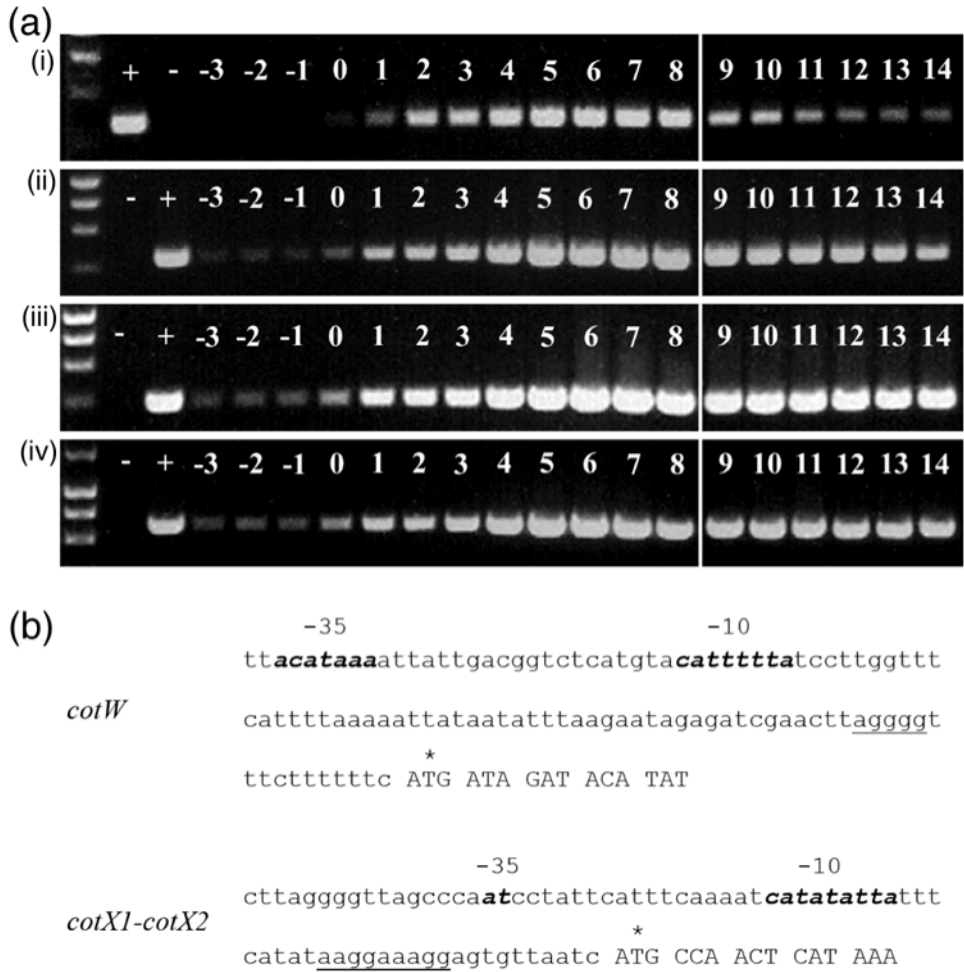 (a)
(i) + - -3 -2 -1 0 1 2 3 4 5 6 7 8 9 10 11 12 13 14
(ii) - + -3 -2 -1 0 1 2 3 4 5 6 7 8 9 10 11 12 13 14
(iii) - + -3 -2 -1 0 1 2 3 4 5 6 7 8 9 10 11 12 13 14
(iv) - + -3 -2 -1 0 1 2 3 4 5 6 7 8 9 10 11 12 13 14
(b)
-35 -10
ttacataaaattattgacggtctcatgtacatttttatccttggttt
cotW cattttaaaaattataatatttaagaatagagatcgaacttaggggt
*
ttcttttttc ATG ATA GAT ACA TAT
-35 -10
cttaggggttagcccaatcctattcatttcaaaatcatatattattt
*
cotX1-cotX2
catataaggaaaggagtgttaatc ATG CCA ACT CAT AAA